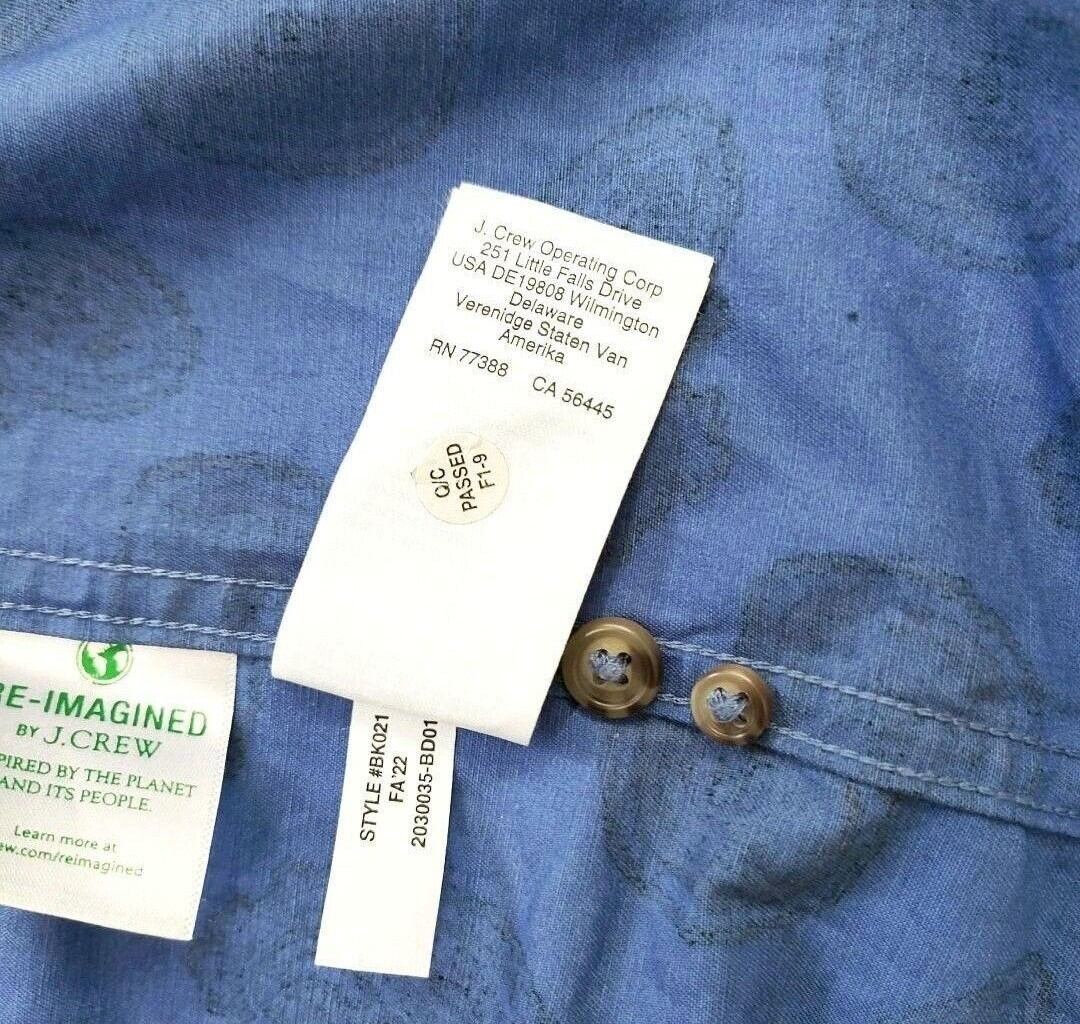 J. Crew Operating Corp
251 Little Falls Drive
USA DE19808 Wilmington
Delaware
Verenidge Staten Van
Amerika
RN 77388 CA 56445
Q/C
PASSED
F1-9
RE-IMAGINED
BY J.CREW
PIRED BY THE PLANET
AND ITS PEOPLE.
Learn more at
ew.com/reimagined
STYLE #BK021
FA'22
2030035-BD01